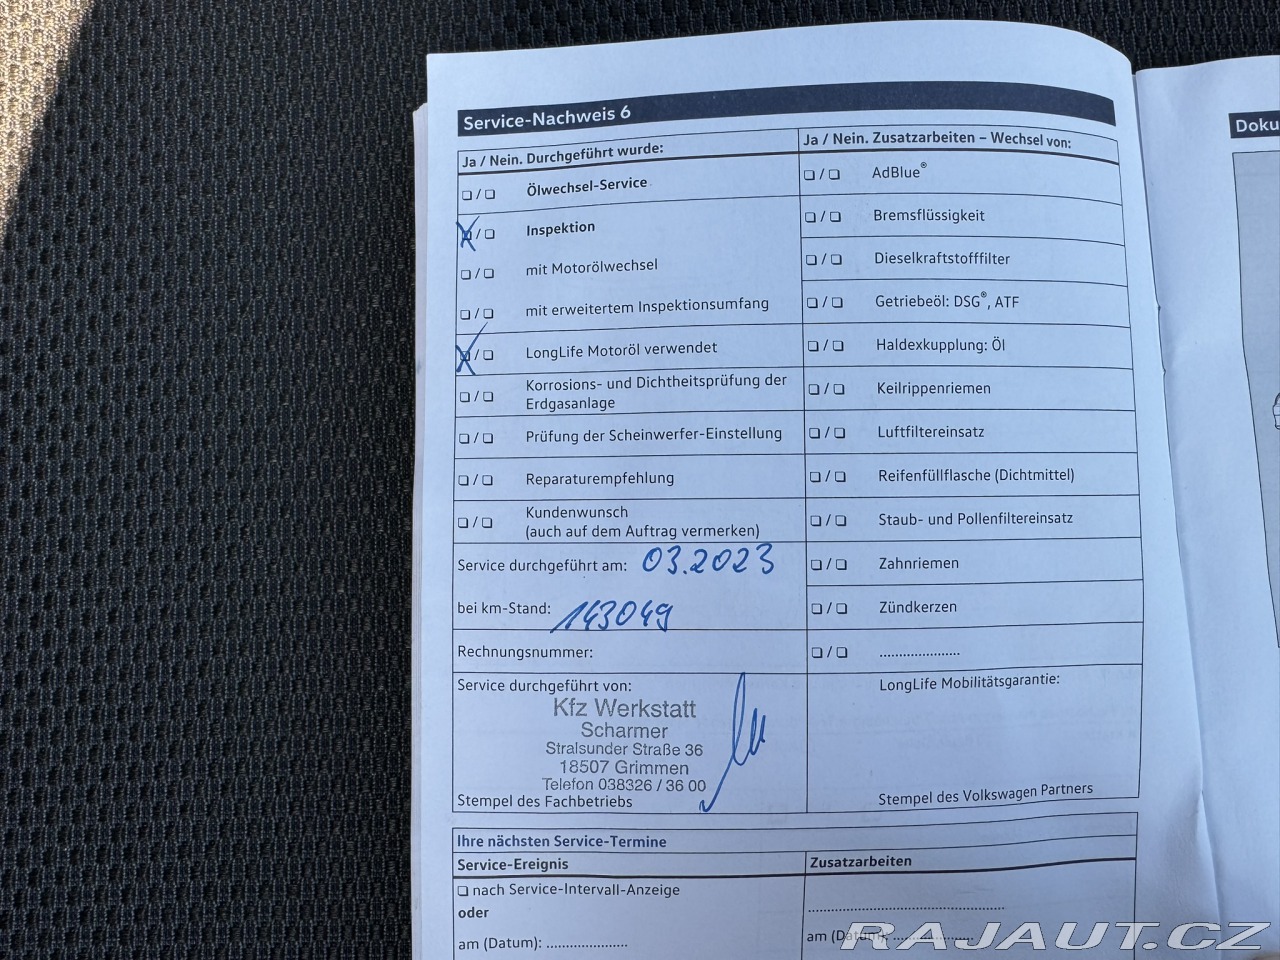 Service-Nachweis 6
Ja / Nein. Durchgeführt wurde:
❏ / ❏ Ölwechsel-Service
❏ / ❏ Inspektion
❏ / ❏ mit Motorölwechsel
❏ / ❏ mit erweitertem Inspektionsumfang
❏ / ❏ LongLife Motoröl verwendet
❏ / ❏ Korrosions- und Dichtheitsprüfung der
Erdgasanlage
❏ / ❏ Prüfung der Scheinwerfer-Einstellung
❏ / ❏ Reparaturempfehlung
❏ / ❏ Kundenwunsch
(auch auf dem Auftrag vermerken)
Service durchgeführt am: 03.2023
bei km-Stand: 143049
Rechnungsnummer:
Service durchgeführt von:
Kfz Werkstatt
Scharmer
Stralsunder Straße 36
18507 Grimmen
Telefon 038326 / 36 00
Stempel des Fachbetriebs
Ja / Nein. Zusatzarbeiten – Wechsel von:
❏ / ❏ AdBlue®
❏ / ❏ Bremsflüssigkeit
❏ / ❏ Dieselkraftstofffilter
❏ / ❏ Getriebeöl: DSG®, ATF
❏ / ❏ Haldexkupplung: Öl
❏ / ❏ Keilrippenriemen
❏ / ❏ Luftfiltereinsatz
❏ / ❏ Reifenfüllflasche (Dichtmittel)
❏ / ❏ Staub- und Pollenfiltereinsatz
❏ / ❏ Zahnriemen
❏ / ❏ Zündkerzen
❏ / ❏ .....................
LongLife Mobilitätsgarantie:
Stempel des Volkswagen Partners
Ihre nächsten Service-Termine
Service-Ereignis
❏ nach Service-Intervall-Anzeige
oder
am (Datum): .....................
Zusatzarbeiten
..................................................
am (Datum): .....................
Doku
RAJAUT.CZ